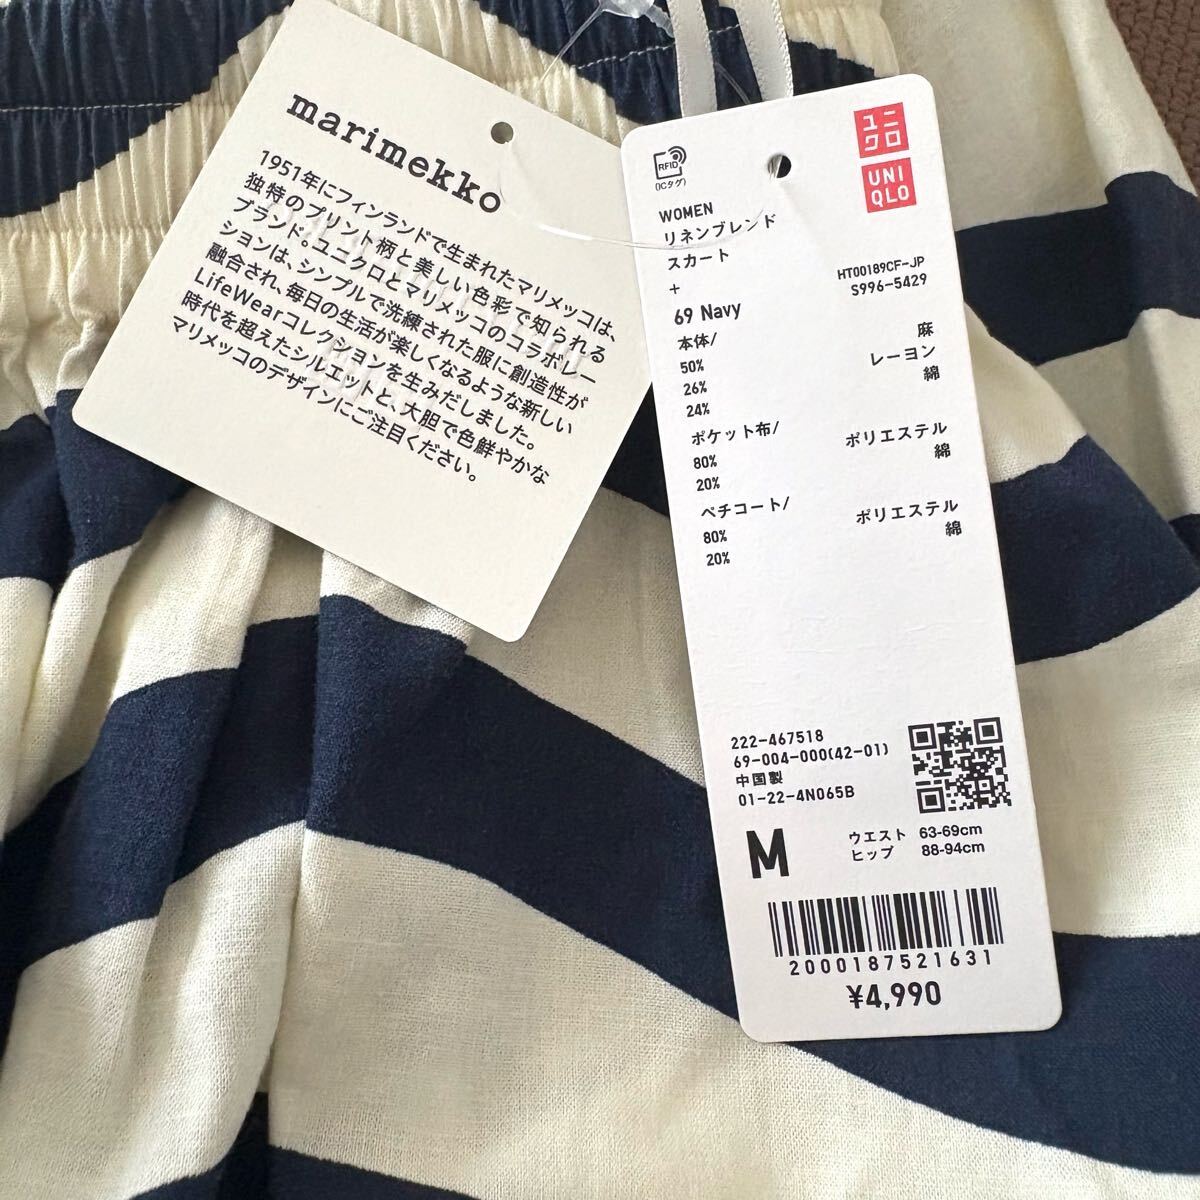 marimekko
1951年にフィンランドで生まれたマリメッコは、
独特のプリント柄と美しい色彩で知られる
ブランド。ユニクロとマリメッコのコラボレー
ションは、シンプルで洗練された服に創造性が
融合され、毎日の生活が楽しくなるような新しい
LifeWearコレクションを生みだしました。
時代を超えたシルエットと、大胆で色鮮やかな
マリメッコのデザインにご注目ください。
RFID
(ICタグ)
ユニ
クロ
UNI
QLO
WOMEN
リネンブレンド
スカート
+
HT00189CF-JP
S996-5429
69 Navy
本体/
50% 麻
26% レーヨン
24% 綿
ポケット布/
80% ポリエステル
20% 綿
ペチコート/
80% ポリエステル
20% 綿
222-467518
69-004-000(42-01)
中国製
01-22-4N065B
M
ウエスト 63-69cm
ヒップ 88-94cm
2000187521631
¥4,990